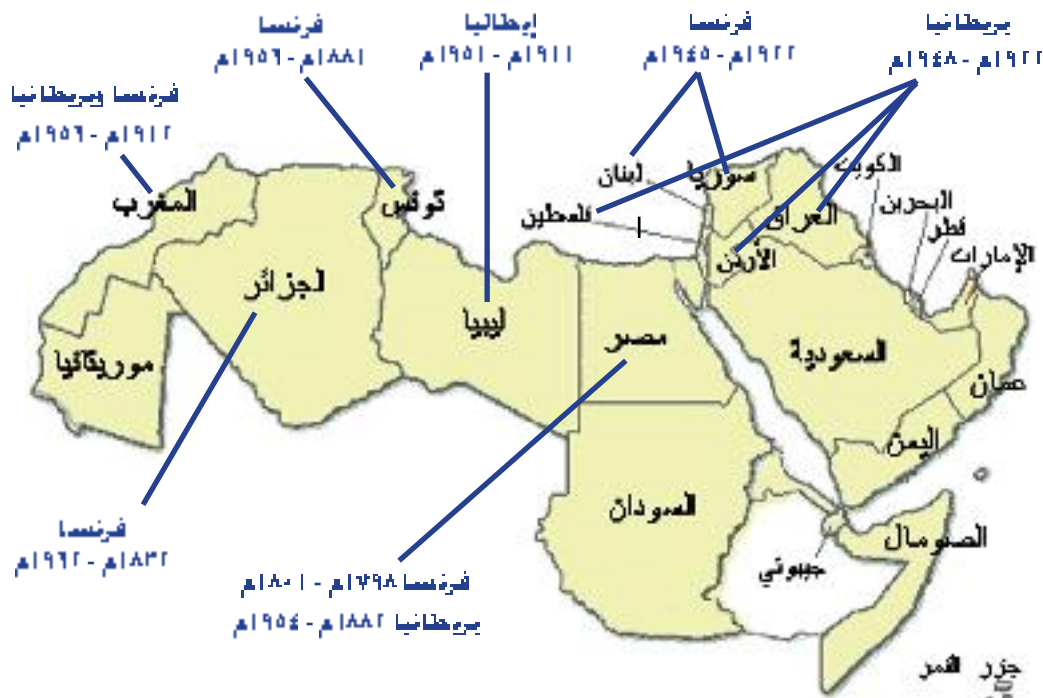 بريطانيا
١٩٢٢م - ١٩٤٨م
فرنسا
١٩٢٢م - ١٩٤٥م
إيطاليا
١٩١١م - ١٩٥١م
فرنسا
١٨٨١م - ١٩٥٦م
فرنسا وبريطانيا
١٩١٢م - ١٩٥٦م
الكويت
سوريا
لبنان
البحرين
قطر
العراق
فلسطين
الأردن
الإمارات
تونس
المغرب
الجزائر
ليبيا
مصر
السعودية
موريتانيا
عمان
اليمن
السودان
الصومال
جيبوتي
فرنسا
١٨٣٢م - ١٩٦٢م
فرنسا ١٧٩٨م - ١٨٠١م
بريطانيا ١٨٨٢م - ١٩٥٤م
جزر القمر